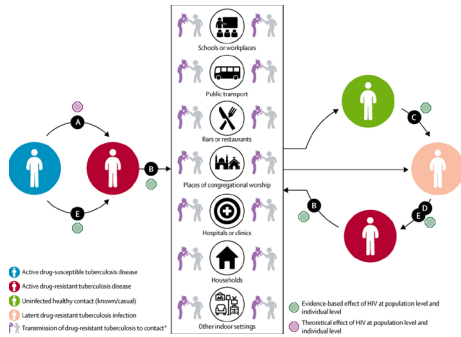 Schools or workplaces
A
Public transport
C
Bars or restaurants
B
Places of congregational worship
E
B
D
E
Hospitals or clinics
Households
Other indoor settings
Active drug-susceptible tuberculosis disease
Active drug-resistant tuberculosis disease
Uninfected healthy contact (known/casual)
Latent drug-resistant tuberculosis infection
Transmission of drug-resistant tuberculosis to contact*
Evidence-based effect of HIV at population level and
individual level
Theoretical effect of HIV at population level and
individual level